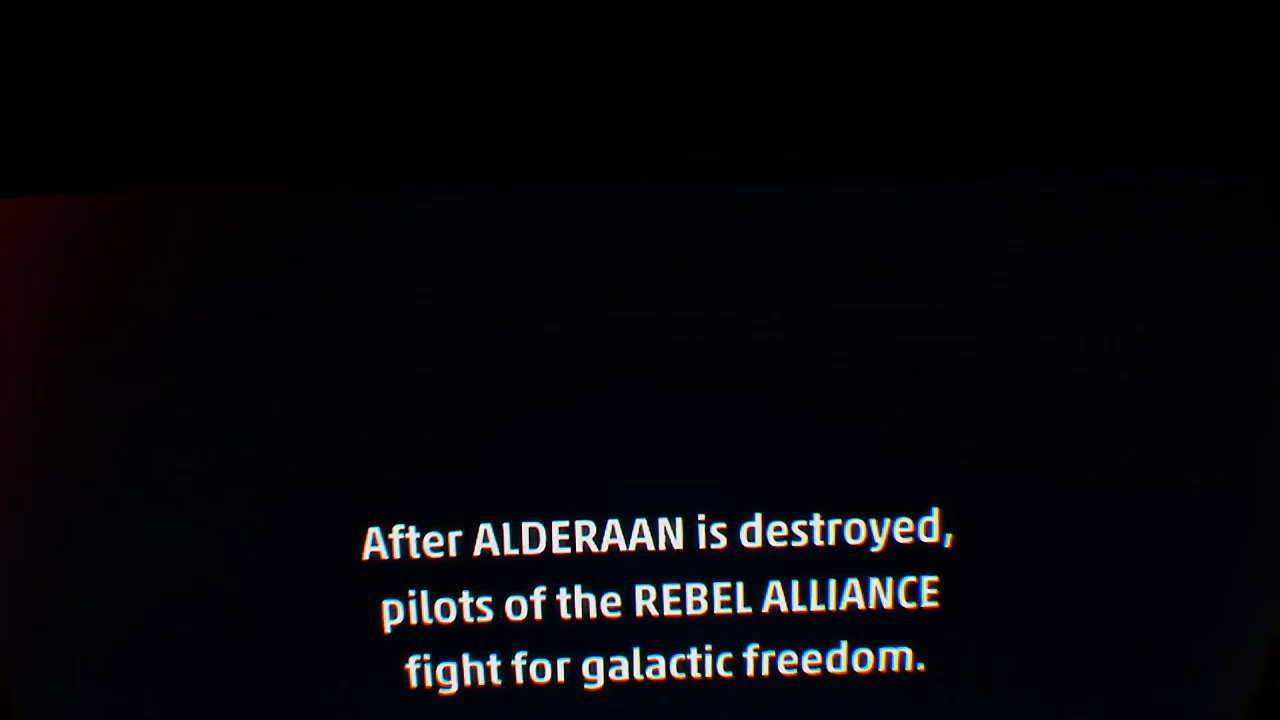 After ALDERAAN is destroyed,
pilots of the REBEL ALLIANCE
fight for galactic freedom.